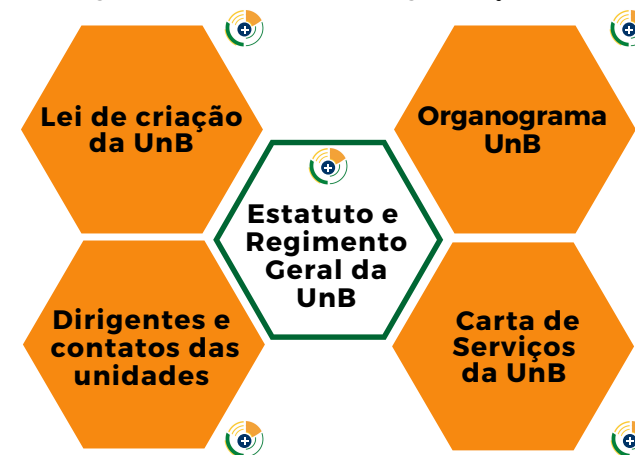 Lei de criação
da UnB
Organograma
UnB
Estatuto e
Regimento
Geral da
UnB
Dirigentes e
contatos das
unidades
Carta de
Serviços
da UnB